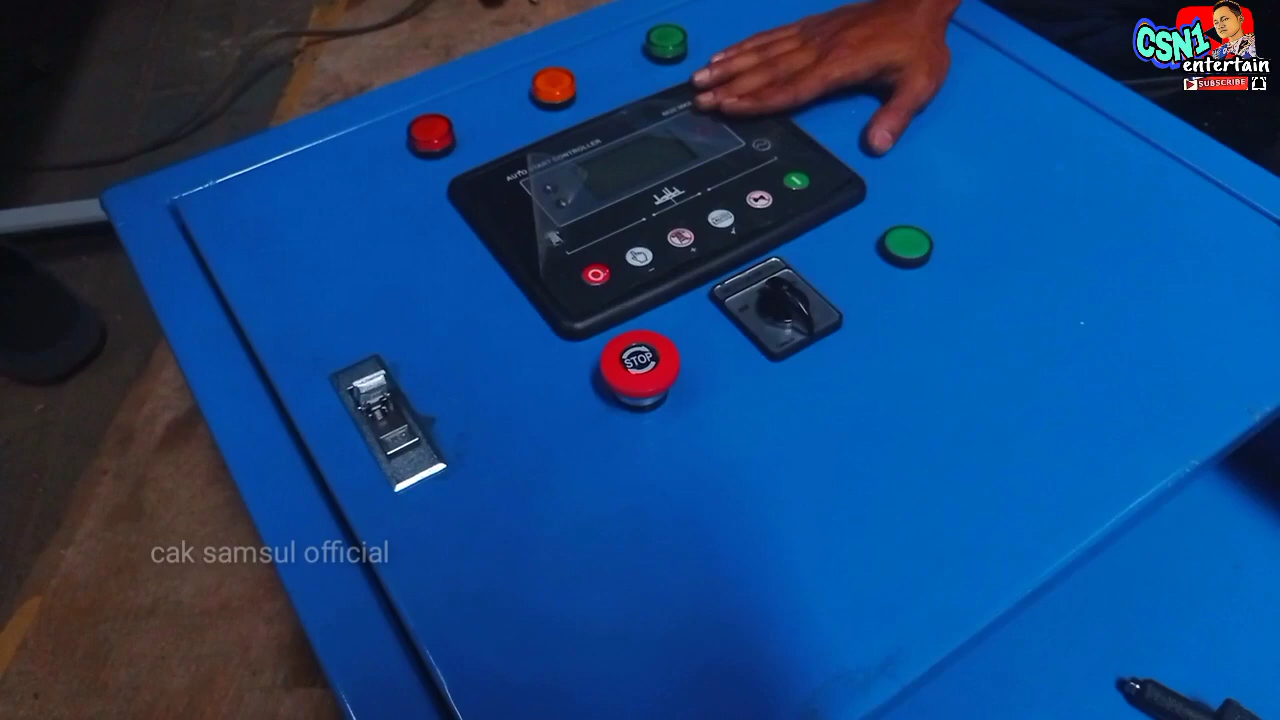 CSN1
entertain
SUBSCRIBE
AUTO START CONTROLLER
STOP
cak samsul official